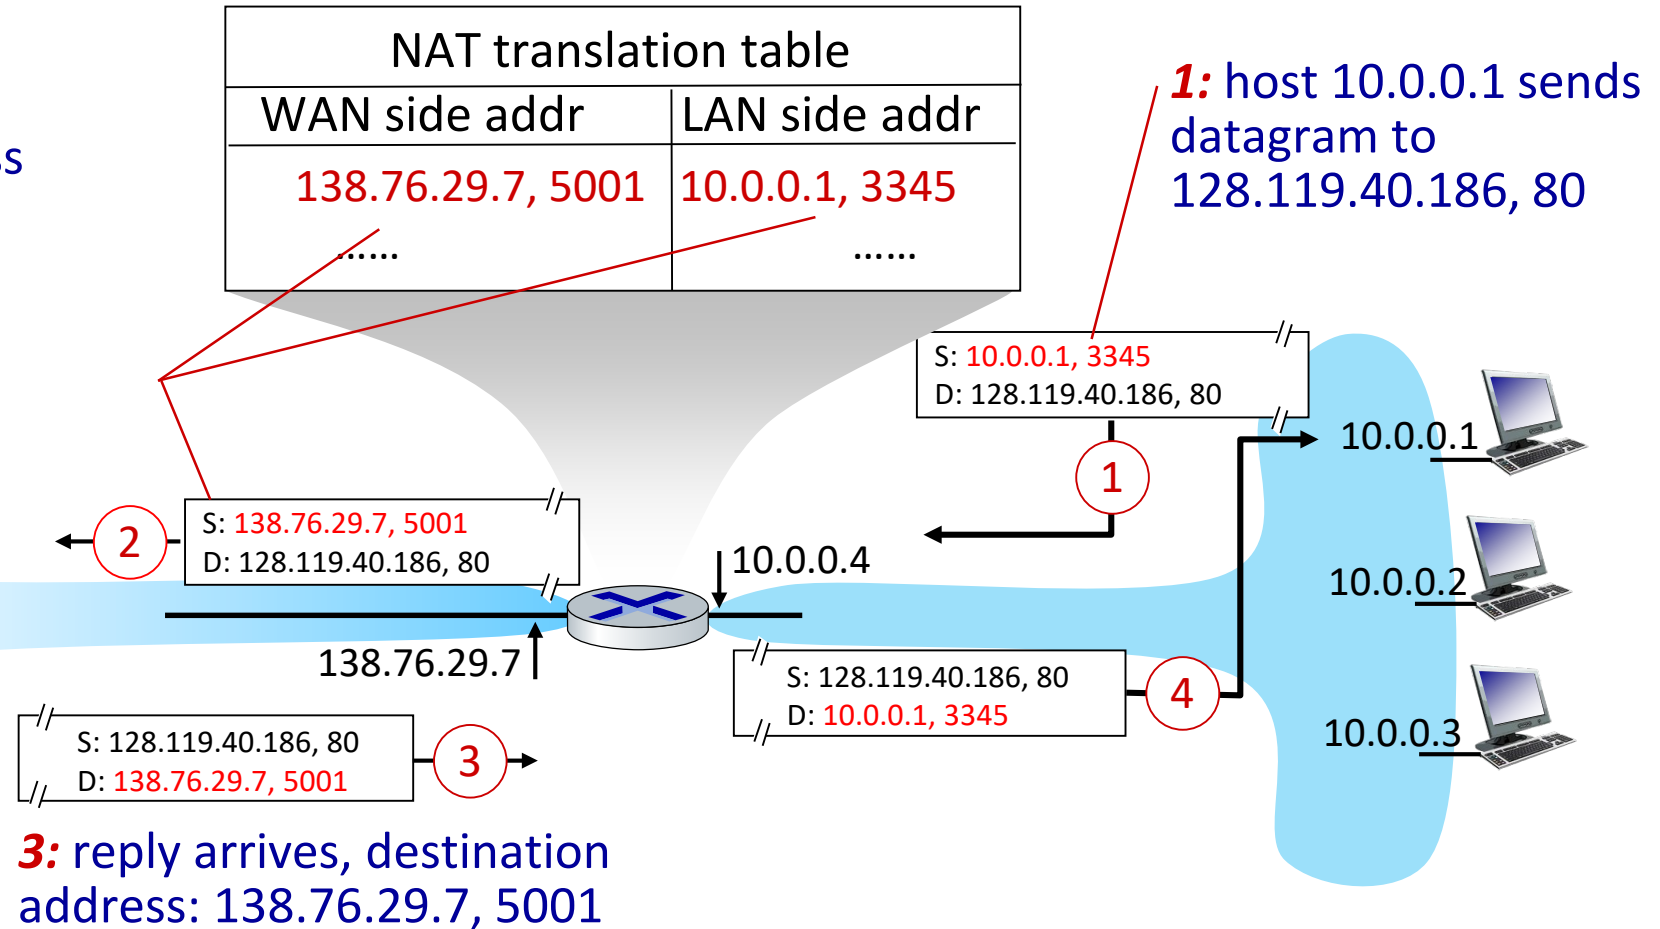 NAT translation table
WAN side addr LAN side addr
138.76.29.7, 5001 10.0.0.1, 3345
...... ......
1: host 10.0.0.1 sends
datagram to
128.119.40.186, 80
S: 10.0.0.1, 3345
D: 128.119.40.186, 80
1
10.0.0.1
2
S: 138.76.29.7, 5001
D: 128.119.40.186, 80
10.0.0.4
10.0.0.2
138.76.29.7
S: 128.119.40.186, 80
D: 10.0.0.1, 3345
4
10.0.0.3
S: 128.119.40.186, 80
D: 138.76.29.7, 5001
3
3: reply arrives, destination
address: 138.76.29.7, 5001